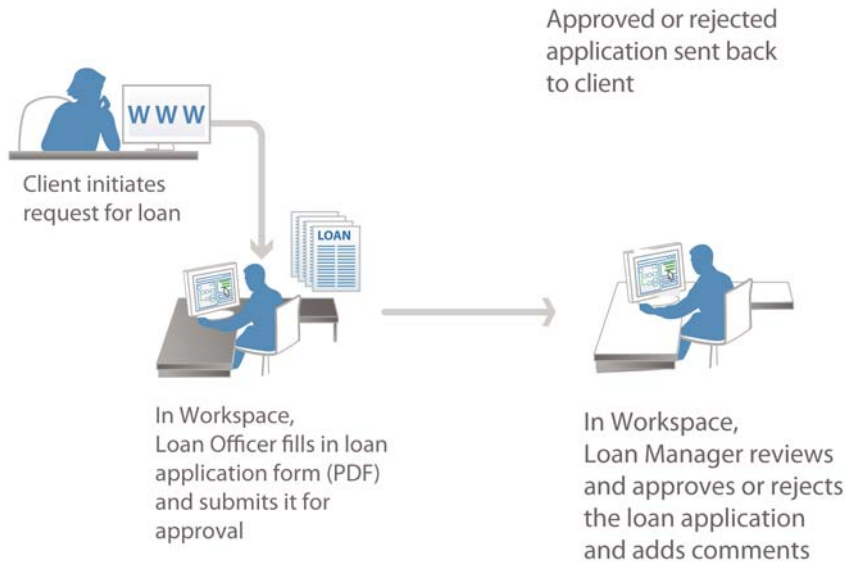 Approved or rejected
application sent back
to client
WWW
Client initiates
request for loan
LOAN
In Workspace,
Loan Officer fills in loan
application form (PDF)
and submits it for
approval
In Workspace,
Loan Manager reviews
and approves or rejects
the loan application
and adds comments